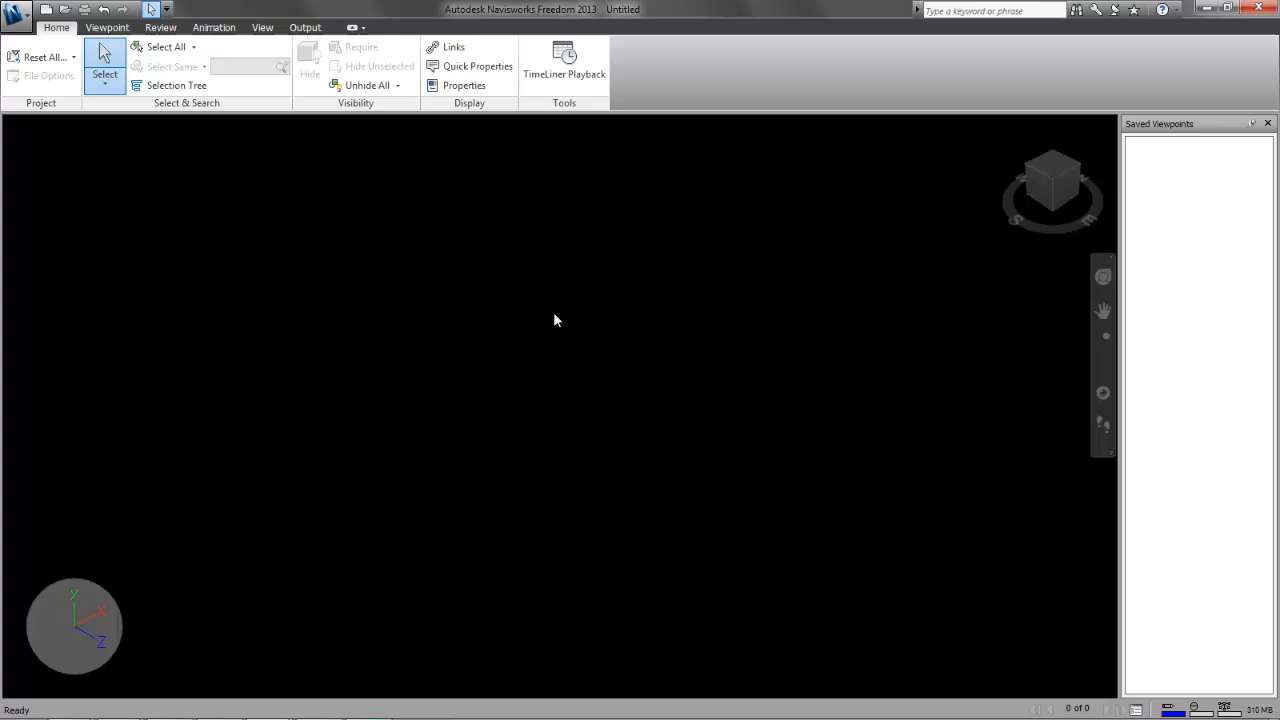 Autodesk Navisworks Freedom 2013 Untitled
Type a keyword or phrase
Home Viewpoint Review Animation View Output
Reset All...
File Options
Project
Select
Select All
Select Same
Selection Tree
Select & Search
Hide
Require
Hide Unselected
Unhide All
Visibility
Links
Quick Properties
Properties
Display
TimeLiner Playback
Tools
Saved Viewpoints
S E
Y
X
Z
Ready
0 of 0
310 MB